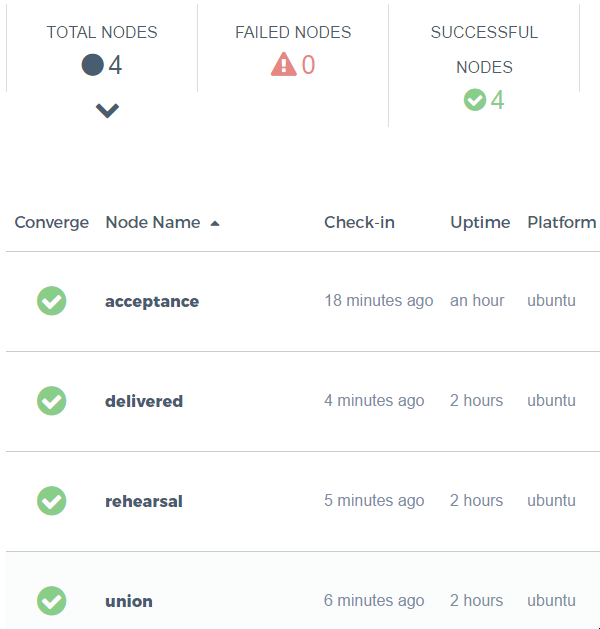 TOTAL NODES
4
FAILED NODES
0
SUCCESSFUL
NODES
4
Converge Node Name Check-in Uptime Platform
acceptance 18 minutes ago an hour ubuntu
delivered 4 minutes ago 2 hours ubuntu
rehearsal 5 minutes ago 2 hours ubuntu
union 6 minutes ago 2 hours ubuntu